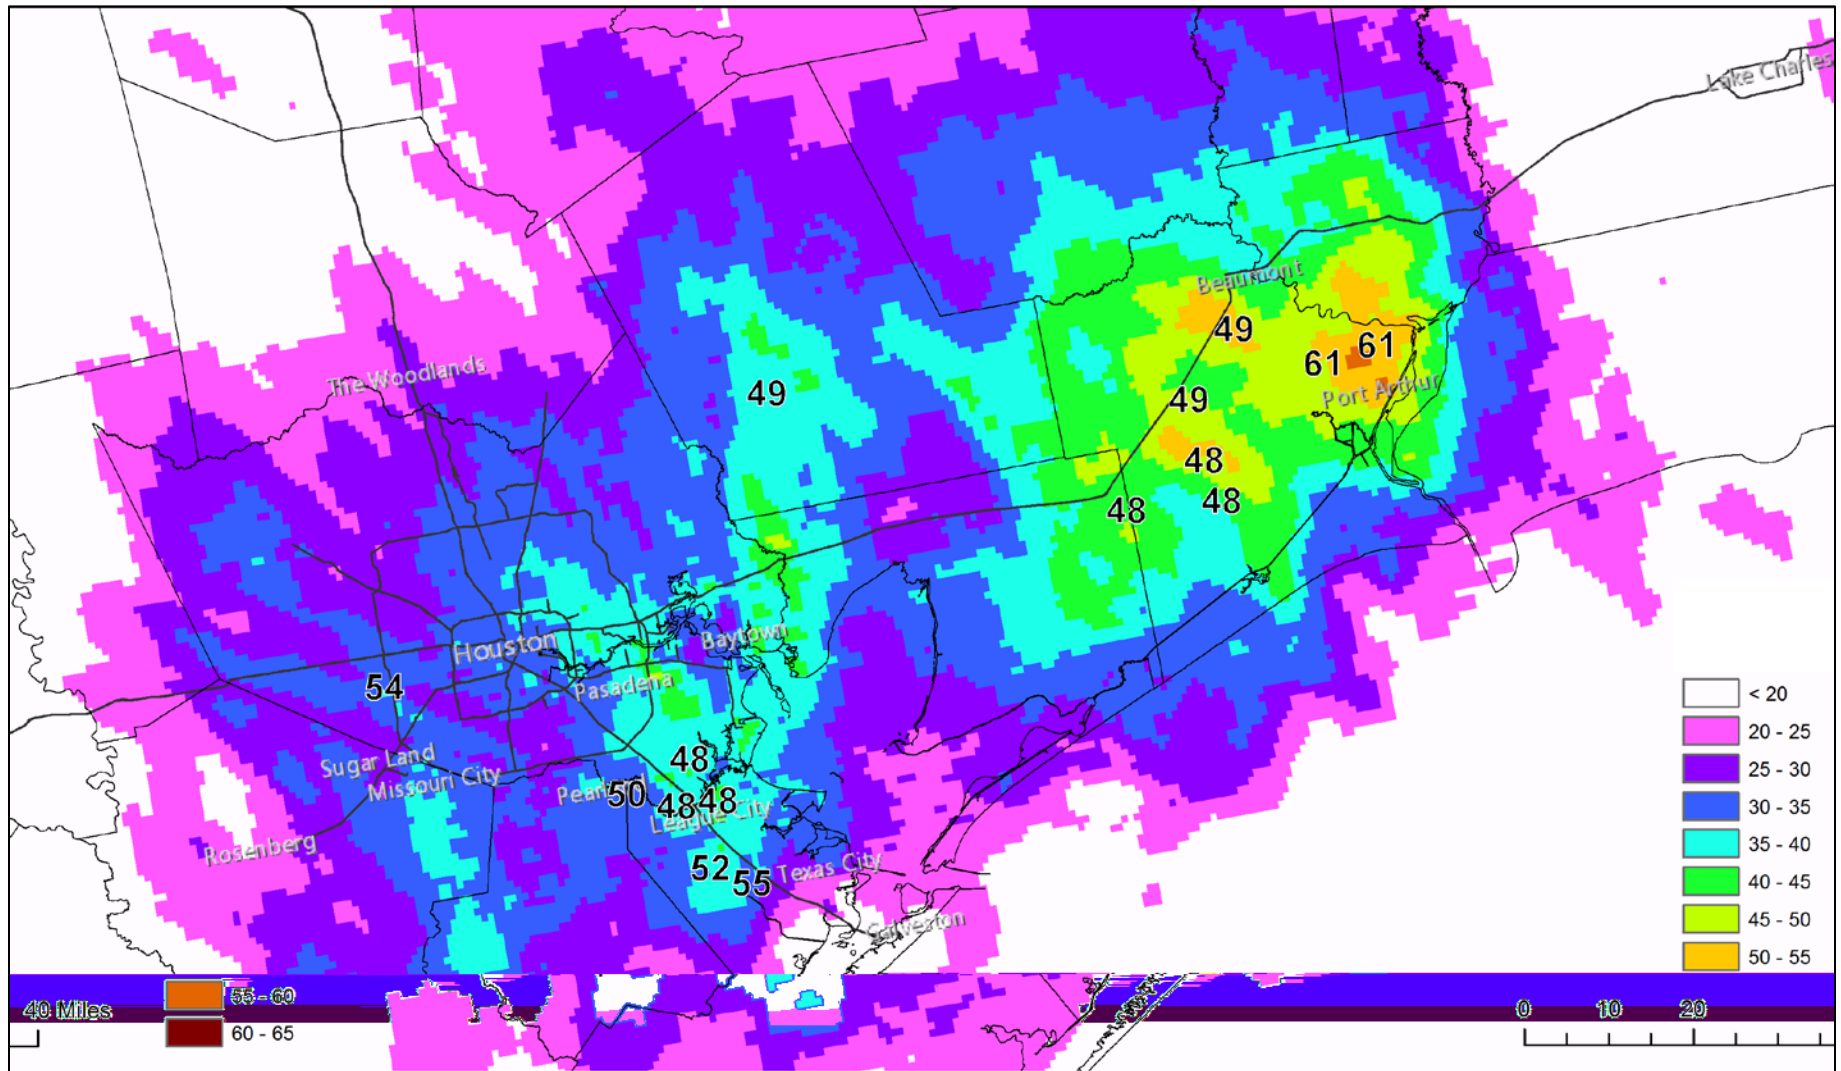 Lake Charles
Beaumont
49
61
61
The Woodlands
Port Arthur
49
49
48
48
48
Houston
Baytown
54
Pasadena
< 20
20 - 25
Sugar Land
48
25 - 30
Missouri City
Pearland
50
48
48
30 - 35
League City
Rosenberg
35 - 40
52
55
Texas City
40 - 45
Galveston
45 - 50
50 - 55
40 Miles
55 - 60
0 10 20
60 - 65